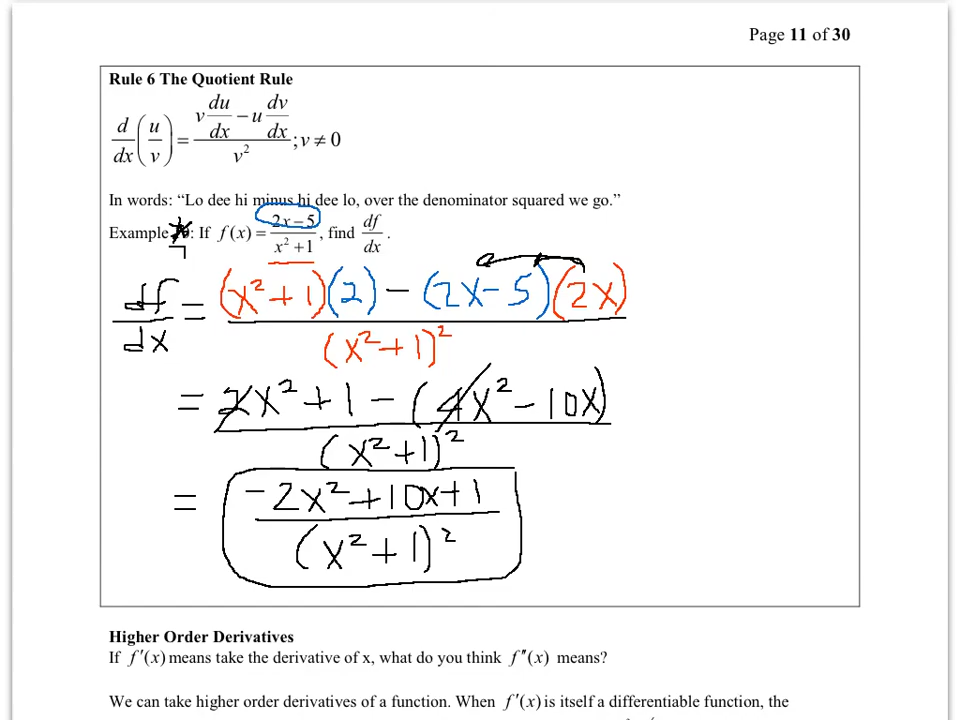 Page 11 of 30
Rule 6 The Quotient Rule
d/dx (u/v) = (v du/dx − u dv/dx)/v² ; v ≠ 0
In words: “Lo dee hi minus hi dee lo, over the denominator squared we go.”
Example 7: If f(x) = (2x − 5)/(x² + 1), find df/dx.
df/dx = ((x² + 1)(2) − (2x − 5)(2x))/(x² + 1)²
= (2x² + 1 − (4x² − 10x))/(x² + 1)²
= (−2x² + 10x + 1)/(x² + 1)²
Higher Order Derivatives
If f′(x) means take the derivative of x, what do you think f″(x) means?
We can take higher order derivatives of a function. When f′(x) is itself a differentiable function, the